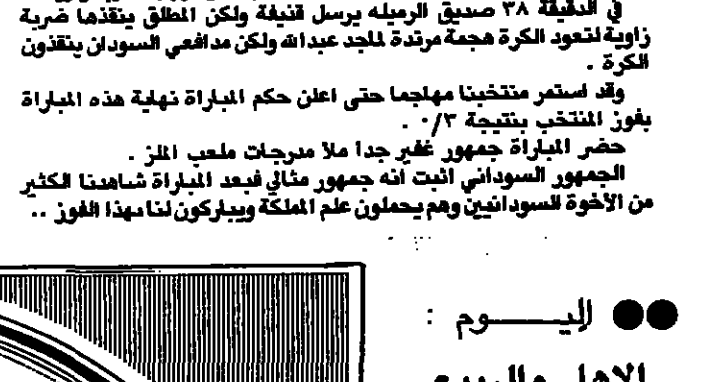 في الدقيقة ٣٨ صديق الرميله يرسل قذيفة ولكن المطلق ينقذها ضربة
زاوية لتعود الكرة هجمة مرتدة لماجد عبدالله ولكن مدافعي السودان ينقذون
الكرة .
وقد استمر منتخبنا مهاجما حتى اعلن حكم المباراة نهاية هذه المباراة
بفوز المنتخب بنتيجة ٠/٣ .
حضر المباراة جمهور غفير جدا ملأ مدرجات ملعب الملز .
الجمهور السوداني اثبت انه جمهور مثالي فبعد المباراة شاهدنا الكثير
من الأخوة السودانيين وهم يحملون علم المملكة ويباركون لنا بهذا الفوز ..
●● اليـــوم :